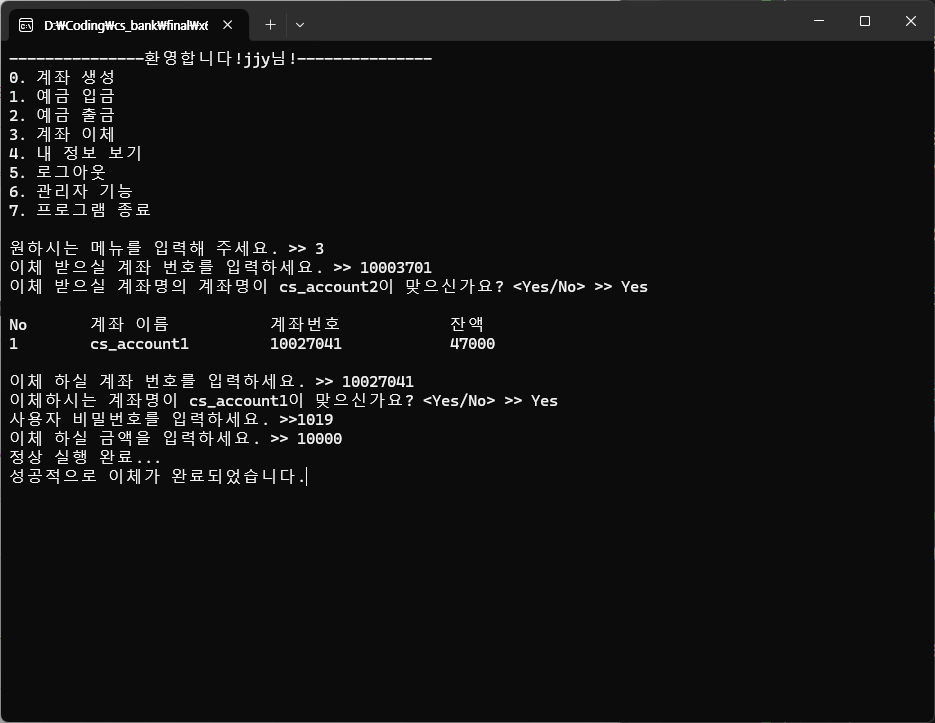 D:₩Coding₩cs_bank₩final₩x6
---------------환영합니다!jjy님!---------------
0. 계좌 생성
1. 예금 입금
2. 예금 출금
3. 계좌 이체
4. 내 정보 보기
5. 로그아웃
6. 관리자 기능
7. 프로그램 종료
원하시는 메뉴를 입력해 주세요. >> 3
이체 받으실 계좌 번호를 입력하세요. >> 10003701
이체 받으실 계좌명의 계좌명이 cs_account2이 맞으신가요? <Yes/No> >> Yes
No 계좌 이름 계좌번호 잔액
1 cs_account1 10027041 47000
이체 하실 계좌 번호를 입력하세요. >> 10027041
이체하시는 계좌명이 cs_account1이 맞으신가요? <Yes/No> >> Yes
사용자 비밀번호를 입력하세요. >>1019
이체 하실 금액을 입력하세요. >> 10000
정상 실행 완료...
성공적으로 이체가 완료되었습니다.